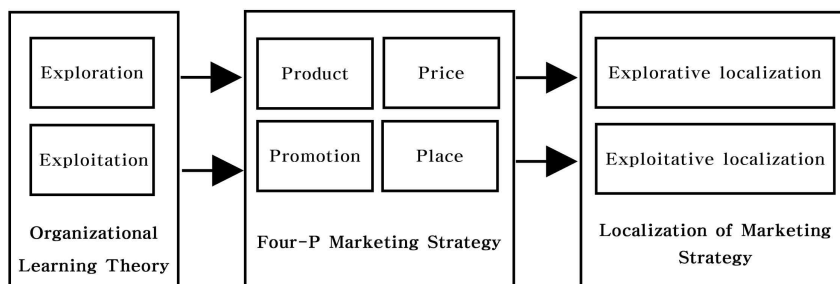 Exploration
Exploitation
Organizational
Learning Theory
Product
Price
Promotion
Place
Four-P Marketing Strategy
Explorative localization
Exploitative localization
Localization of Marketing
Strategy